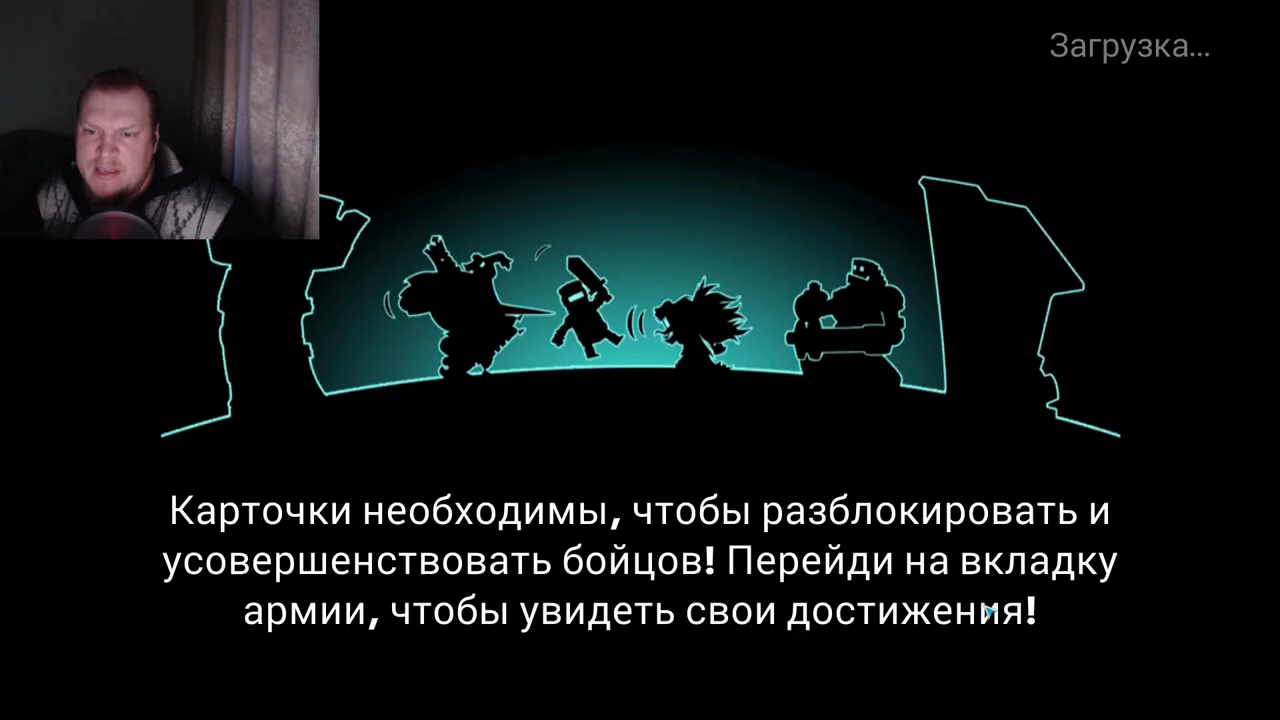 Загрузка...
Карточки необходимы, чтобы разблокировать и
усовершенствовать бойцов! Перейди на вкладку
армии, чтобы увидеть свои достижения!